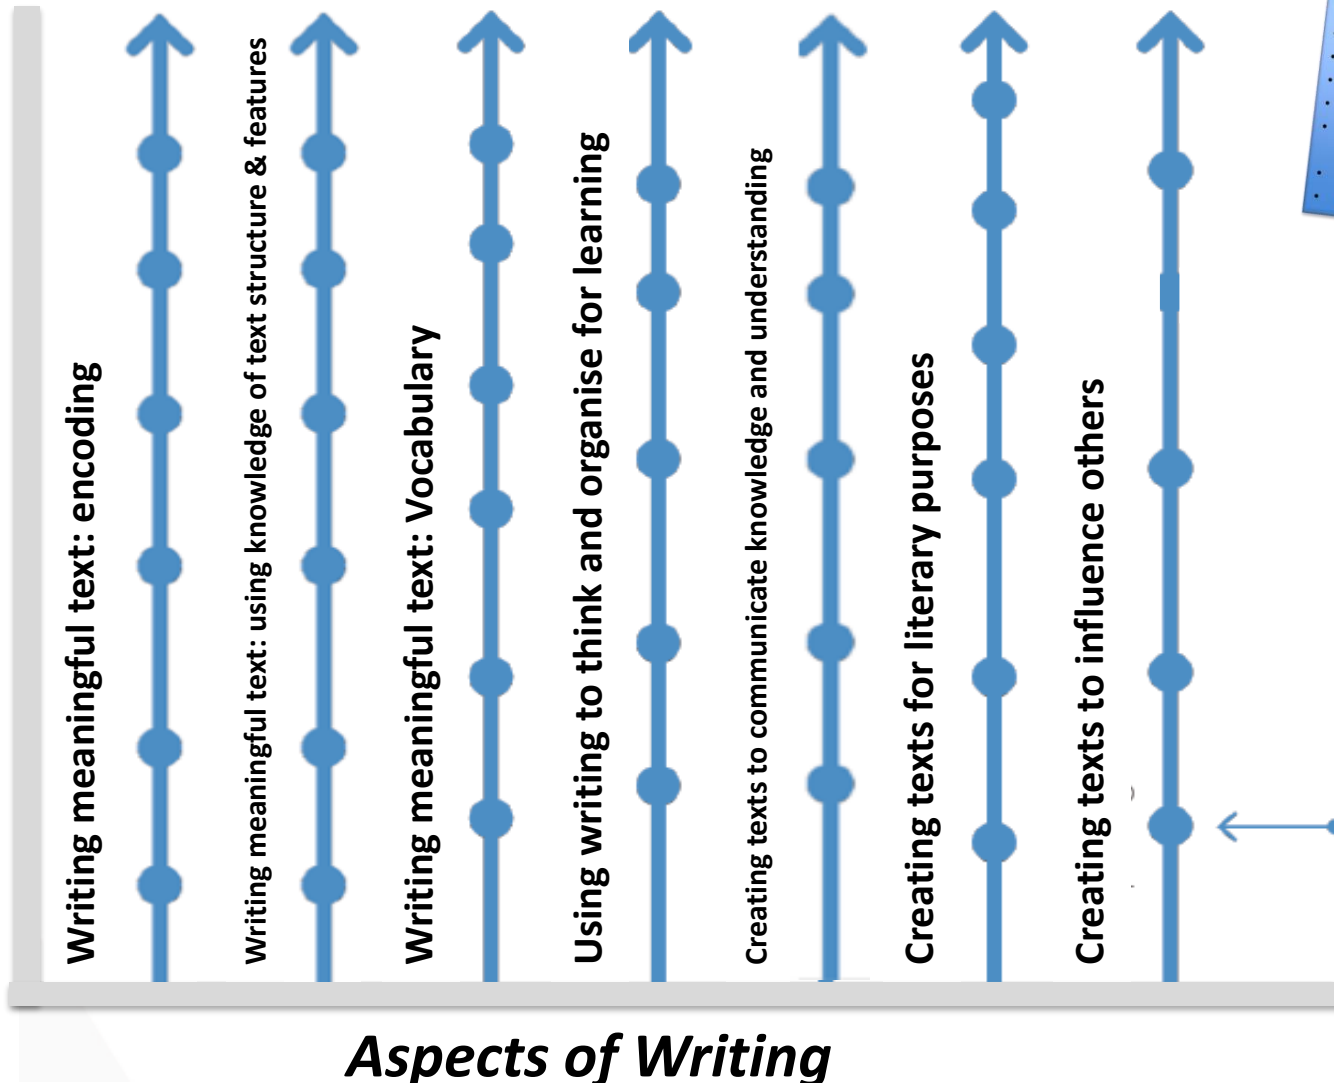 Writing meaningful text: encoding
Writing meaningful text: using knowledge of text structure & features
Writing meaningful text: Vocabulary
Using writing to think and organise for learning
Creating texts to communicate knowledge and understanding
Creating texts for literary purposes
Creating texts to influence others
Aspects of Writing